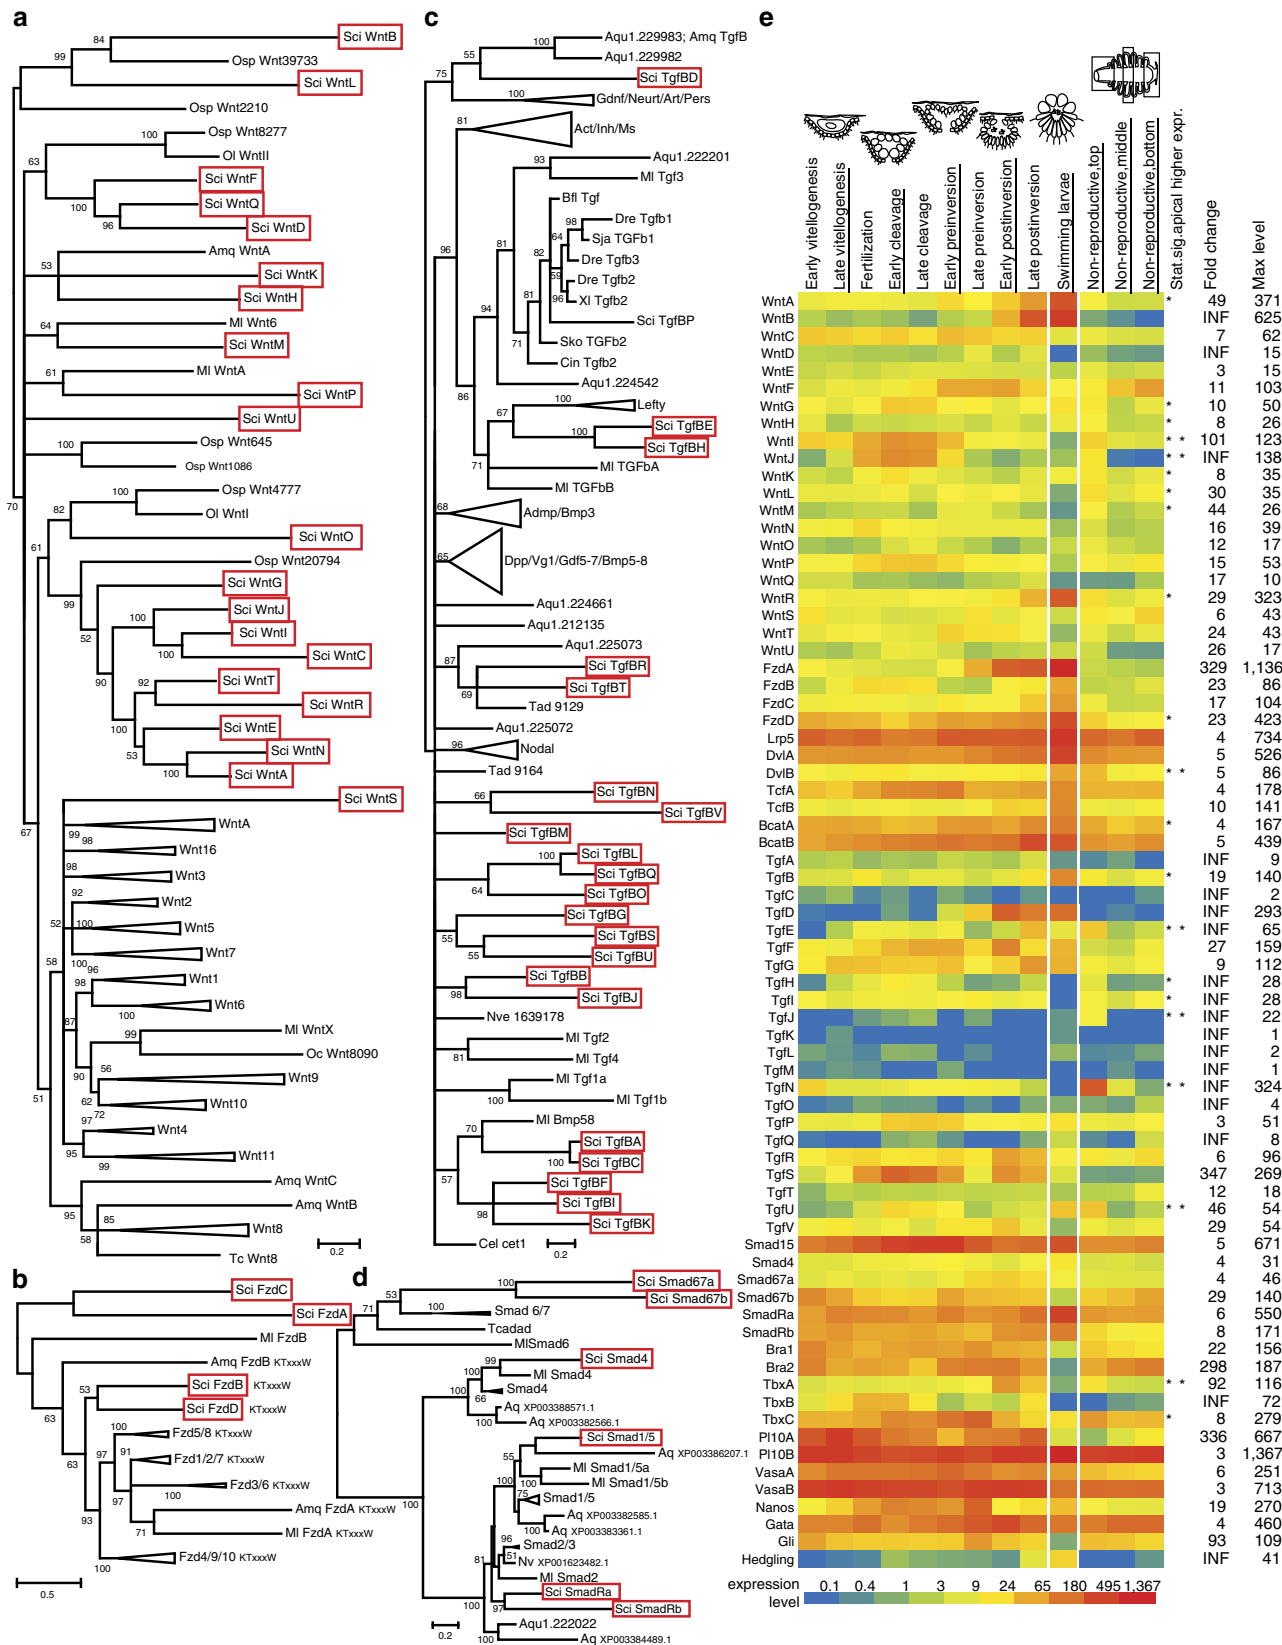 a
84
Sci WntB
99
Osp Wnt39733
Sci WntL
Osp Wnt2210
Osp Wnt8277
100
Ol WntII
63
Sci WntF
Sci WntQ
100
96
Sci WntD
Amq WntA
53
Sci WntK
Sci WntH
Ml Wnt6
64
Sci WntM
Ml WntA
61
Sci WntP
Sci WntU
Osp Wnt645
100
Osp Wnt1086
70
Osp Wnt4777
100
82
Ol WntI
Sci WntO
61
Osp Wnt20794
99
Sci WntG
52
Sci WntJ
100
Sci WntI
100
Sci WntC
90
92
Sci WntT
Sci WntR
100
Sci WntE
53
Sci WntN
100
Sci WntA
Sci WntS
67
99
WntA
98
Wnt16
98
Wnt3
92
Wnt2
52
100
Wnt5
Wnt7
100
58
96
98
Wnt1
Wnt6
100
87
99
Ml WntX
Oc Wnt8090
90
56
Wnt9
62
Wnt10
51
72
97
Wnt4
95
99
Wnt11
Amq WntC
95
Amq WntB
85
Wnt8
58
Tc Wnt8
0.2
b
Sci FzdC
Sci FzdA
Ml FzdB
Amq FzdB KTxxxW
53
Sci FzdB KTxxxW
63
Sci FzdD KTxxxW
100
Fzd5/8 KTxxxW
63
97
91
Fzd1/2/7 KTxxxW
Fzd3/6 KTxxxW
100
97
93
Amq FzdA KTxxxW
71
Ml FzdA KTxxxW
Fzd4/9/10 KTxxxW
100
0.5
c
100
Aqu1.229983; Amq TgfB
55
Aqu1.229982
75
Sci TgfBD
100
Gdnf/Neurt/Art/Pers
81
Act/Inh/Ms
93
Aqu1.222201
Ml Tgf3
Bfl Tgf
98
Dre Tgfb1
64
Sja TGFb1
96
81
82
Dre Tgfb3
59
Dre Tgfb2
96
Xl Tgfb2
81
94
Sci TgfBP
71
Sko TGFb2
Cin Tgfb2
Aqu1.224542
86
100
Lefty
67
Sci TgfBE
100
Sci TgfBH
71
Ml TGFbA
Ml TGFbB
68
Admp/Bmp3
65
Dpp/Vg1/Gdf5-7/Bmp5-8
Aqu1.224661
Aqu1.212135
Aqu1.225073
87
Sci TgfBR
69
Sci TgfBT
Tad 9129
Aqu1.225072
96
Nodal
Tad 9164
66
Sci TgfBN
Sci TgfBV
Sci TgfBM
100
Sci TgfBL
Sci TgfBQ
64
Sci TgfBO
Sci TgfBG
55
Sci TgfBS
55
Sci TgfBU
Sci TgfBB
98
Sci TgfBJ
Nve 1639178
Ml Tgf2
81
Ml Tgf4
Ml Tgf1a
100
Ml Tgf1b
Ml Bmp58
70
Sci TgfBA
100
Sci TgfBC
57
Sci TgfBF
Sci TgfBI
98
Sci TgfBK
Cel cet1
0.2
d
Sci Smad67a
100
53
Sci Smad67b
71
100
Smad 6/7
Tcadad
MlSmad6
99
Sci Smad4
100
Ml Smad4
100
66
Smad4
Aq XP003388571.1
100
Aq XP003382566.1
Sci Smad1/5
55
Aq XP003386207.1
Ml Smad1/5a
100
100
Ml Smad1/5b
75
Smad1/5
100
Aq XP003382585.1
100
Aq XP003383361.1
96
Smad2/3
51
Nv XP001623482.1
81
Ml Smad2
Sci SmadRa
97
Sci SmadRb
100
Aqu1.222022
100
Aq XP003384489.1
0.2
e
Early vitellogenesis
Late vitellogenesis
Fertilization
Early cleavage
Late cleavage
Early preinversion
Late preinversion
Early postinversion
Late postinversion
Swimming larvae
Non-reproductive,top
Non-reproductive,middle
Non-reproductive,bottom
Stat.sig.apical higher expr.
Fold change
Max level
WntA * 49 371
WntB INF 625
WntC 7 62
WntD INF 15
WntE 3 15
WntF 11 103
WntG * 10 50
WntH * 8 26
WntI * * 101 123
WntJ * * INF 138
WntK * 8 35
WntL * 30 35
WntM * 44 26
WntN 16 39
WntO 12 17
WntP 15 53
WntQ 17 10
WntR * 29 323
WntS 6 43
WntT 24 43
WntU 26 17
FzdA 329 1,136
FzdB 23 86
FzdC 17 104
FzdD * 23 423
Lrp5 4 734
DvlA 5 526
DvlB * * 5 86
TcfA 4 178
TcfB 10 141
BcatA * 4 167
BcatB 5 439
TgfA INF 9
TgfB * 19 140
TgfC INF 2
TgfD INF 293
TgfE * * INF 65
TgfF 27 159
TgfG 9 112
TgfH * INF 28
TgfI * INF 28
TgfJ * * INF 22
TgfK INF 1
TgfL INF 2
TgfM INF 1
TgfN * * INF 324
TgfO INF 4
TgfP 3 51
TgfQ INF 8
TgfR 6 96
TgfS 347 269
TgfT 12 18
TgfU * * 46 54
TgfV 29 54
Smad15 5 671
Smad4 4 31
Smad67a 4 46
Smad67b 29 140
SmadRa 6 550
SmadRb 8 171
Bra1 22 156
Bra2 298 187
TbxA * * 92 116
TbxB INF 72
TbxC * 8 279
Pl10A 336 667
Pl10B 3 1,367
VasaA 6 251
VasaB 3 713
Nanos 19 270
Gata 4 460
Gli 93 109
Hedgling INF 41
expression level
0.1 0.4 1 3 9 24 65 180 495 1,367